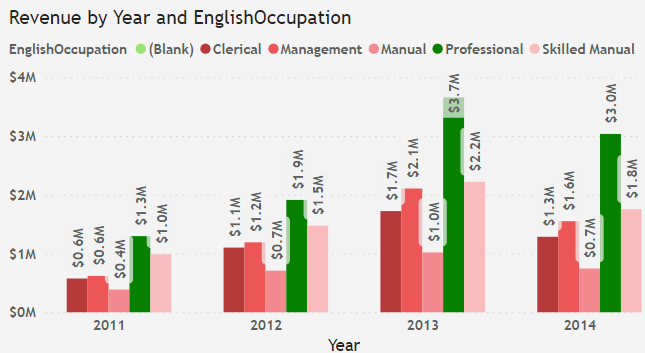 Revenue by Year and EnglishOccupation
EnglishOccupation (Blank) Clerical Management Manual Professional Skilled Manual
$4M
$3M
$2M
$1M
$0M
$0.6M
$0.6M
$0.4M
$1.3M
$1.0M
$1.1M
$1.2M
$0.7M
$1.9M
$1.5M
$1.7M
$2.1M
$1.0M
$3.7M
$2.2M
$1.3M
$1.6M
$0.7M
$3.0M
$1.8M
2011 2012 2013 2014
Year